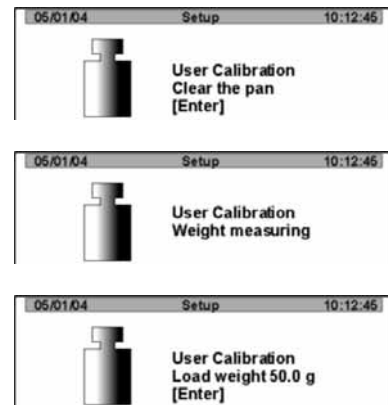 05/01/04 Setup 10:12:45
User Calibration
Clear the pan
[Enter]
05/01/04 Setup 10:12:45
User Calibration
Weight measuring
05/01/04 Setup 10:12:45
User Calibration
Load weight 50.0 g
[Enter]